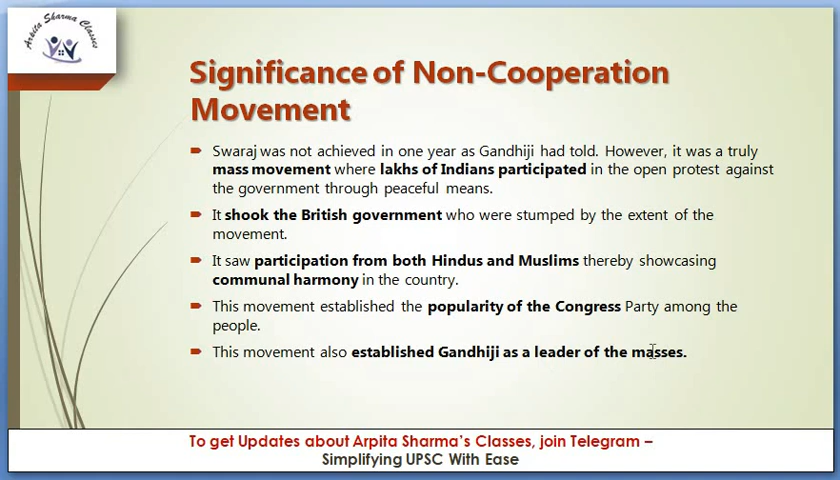 Arpita Sharma Classes
Significance of Non-Cooperation
Movement
Swaraj was not achieved in one year as Gandhiji had told. However, it was a truly
mass movement where lakhs of Indians participated in the open protest against
the government through peaceful means.
It shook the British government who were stumped by the extent of the
movement.
It saw participation from both Hindus and Muslims thereby showcasing
communal harmony in the country.
This movement established the popularity of the Congress Party among the
people.
This movement also established Gandhiji as a leader of the masses.
To get Updates about Arpita Sharma's Classes, join Telegram –
Simplifying UPSC With Ease